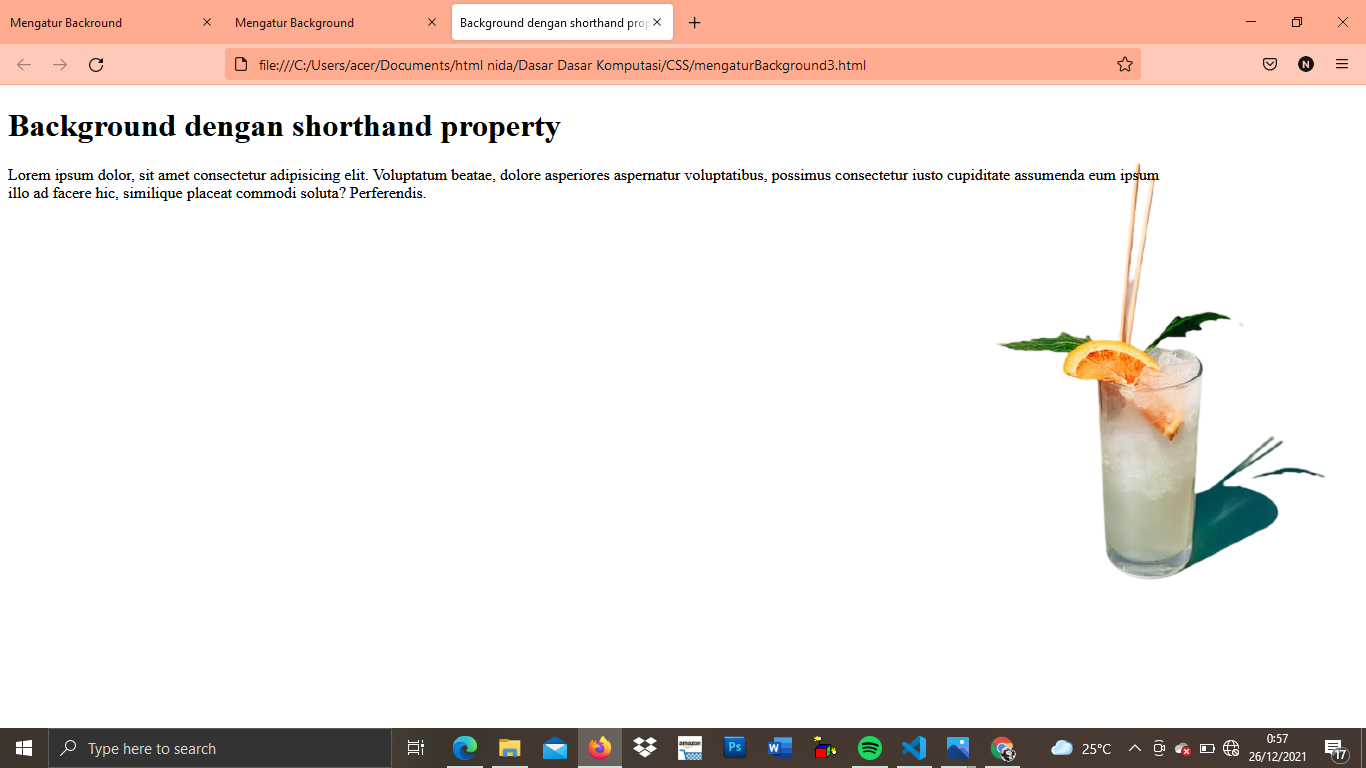 Mengatur Backround
Mengatur Background
Background dengan shorthand prop
file:///C:/Users/acer/Documents/html nida/Dasar Dasar Komputasi/CSS/mengaturBackground3.html
N
Background dengan shorthand property
Lorem ipsum dolor, sit amet consectetur adipisicing elit. Voluptatum beatae, dolore asperiores aspernatur voluptatibus, possimus consectetur iusto cupiditate assumenda eum ipsum
illo ad facere hic, similique placeat commodi soluta? Perferendis.
Type here to search
amazon
Ps
W
25°C
0:57
26/12/2021
17